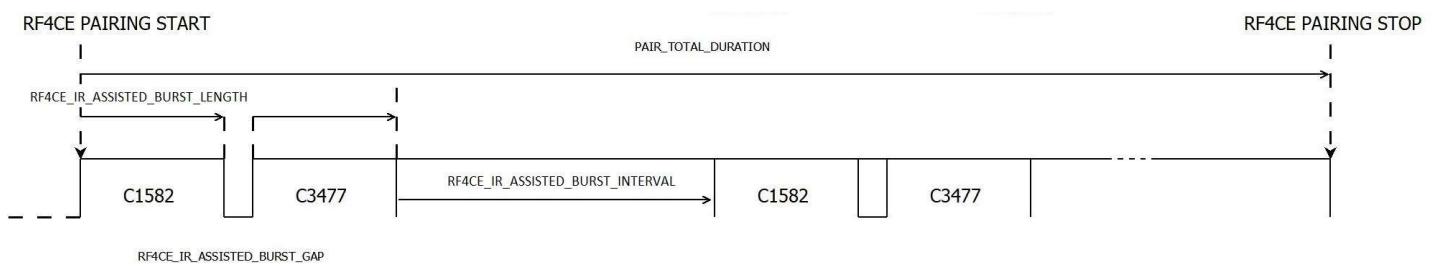 RF4CE PAIRING START
RF4CE PAIRING STOP
PAIR_TOTAL_DURATION
RF4CE_IR_ASSISTED_BURST_LENGTH
C1582
C3477
RF4CE_IR_ASSISTED_BURST_INTERVAL
C1582
C3477
RF4CE_IR_ASSISTED_BURST_GAP